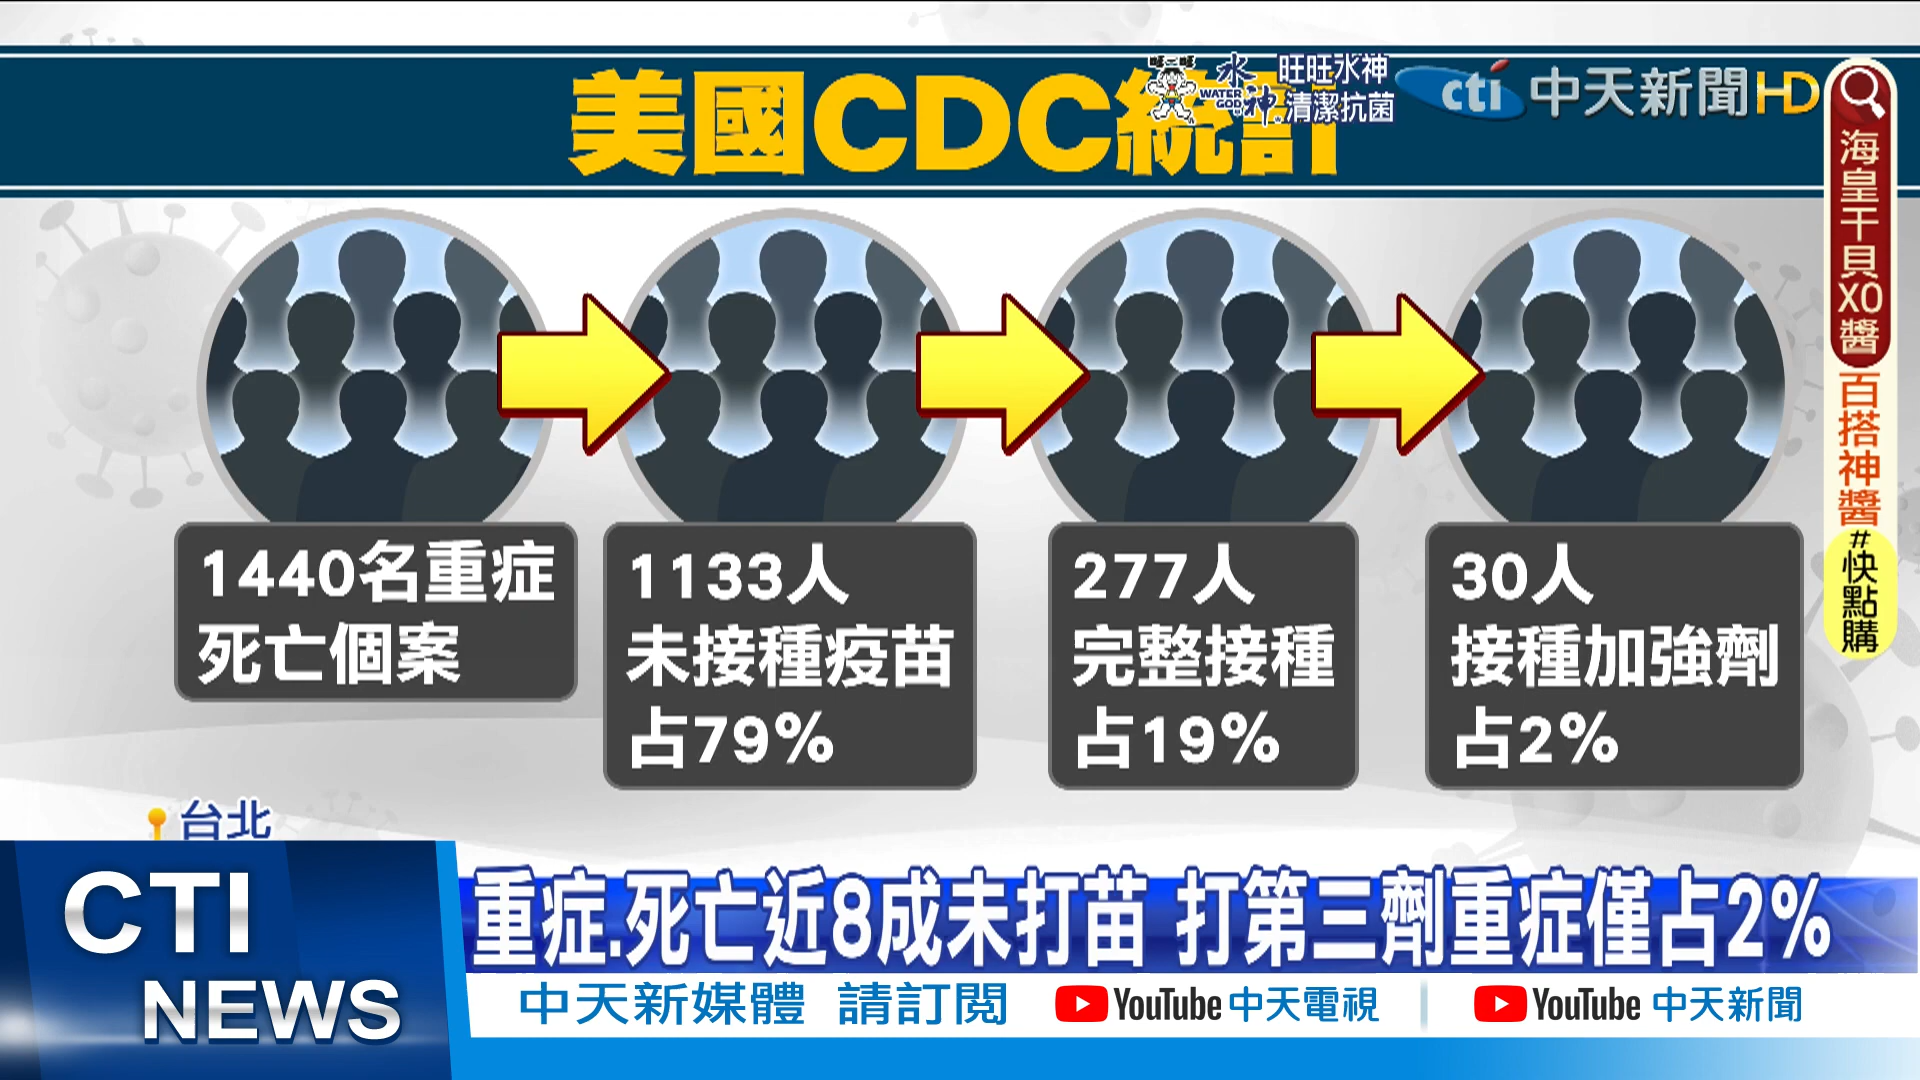 美國CDC統計
旺旺水神
WATER GOD 水神
清潔抗菌
cti 中天新聞HD
海皇干貝XO醬
百搭神醬
#快點購
1440名重症
死亡個案
1133人
未接種疫苗
占79%
277人
完整接種
占19%
30人
接種加強劑
占2%
台北
CTI
NEWS
重症.死亡近8成未打苗 打第三劑重症僅占2%
中天新媒體 請訂閱 YouTube 中天電視 | YouTube 中天新聞